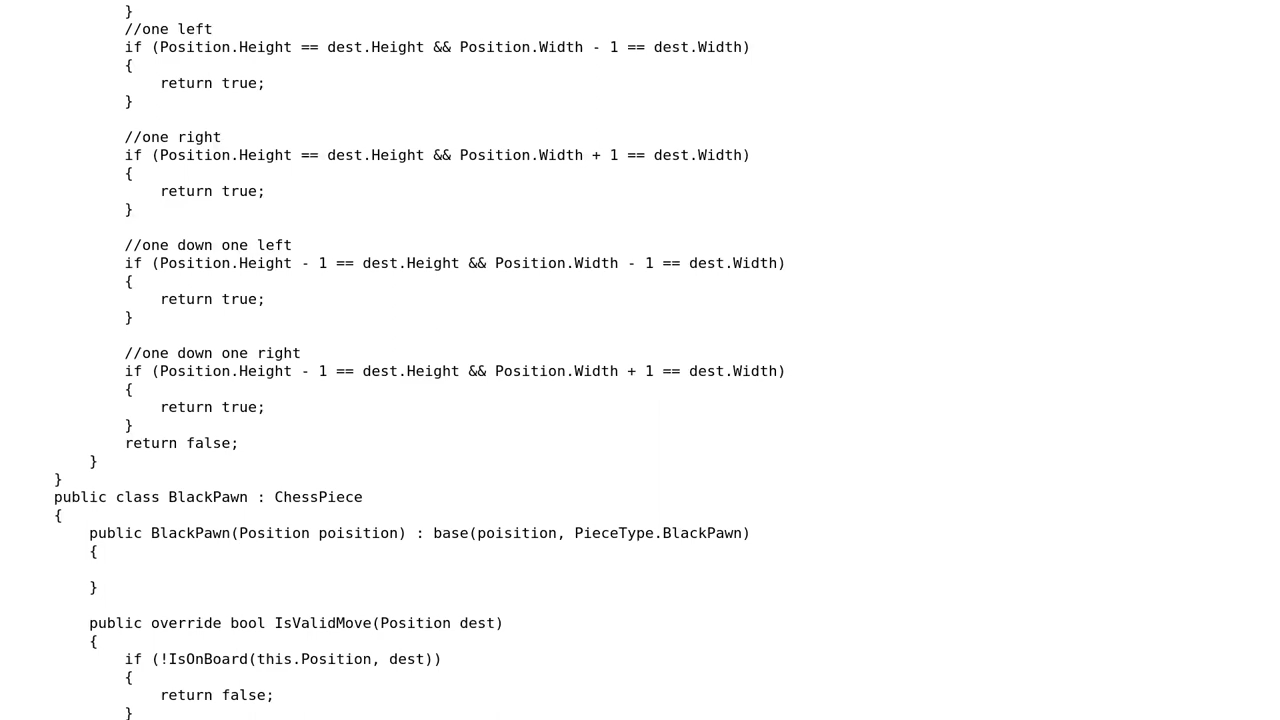 }
//one left
if (Position.Height == dest.Height && Position.Width - 1 == dest.Width)
{
return true;
}
//one right
if (Position.Height == dest.Height && Position.Width + 1 == dest.Width)
{
return true;
}
//one down one left
if (Position.Height - 1 == dest.Height && Position.Width - 1 == dest.Width)
{
return true;
}
//one down one right
if (Position.Height - 1 == dest.Height && Position.Width + 1 == dest.Width)
{
return true;
}
return false;
}
}
public class BlackPawn : ChessPiece
{
public BlackPawn(Position poisition) : base(poisition, PieceType.BlackPawn)
{
}
public override bool IsValidMove(Position dest)
{
if (!IsOnBoard(this.Position, dest))
{
return false;
}